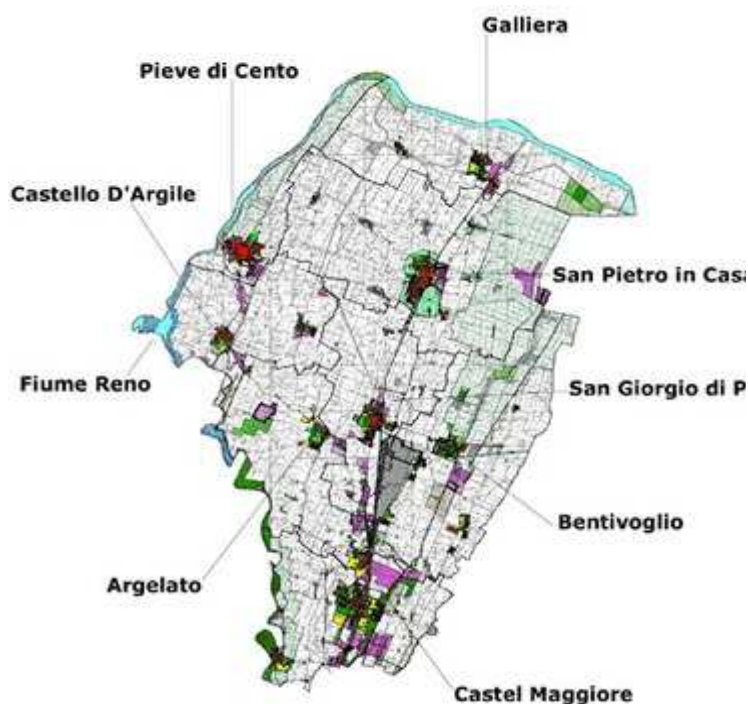 Galliera
Pieve di Cento
Castello D'Argile
San Pietro in Casa
Fiume Reno
San Giorgio di P
Bentivoglio
Argelato
Castel Maggiore